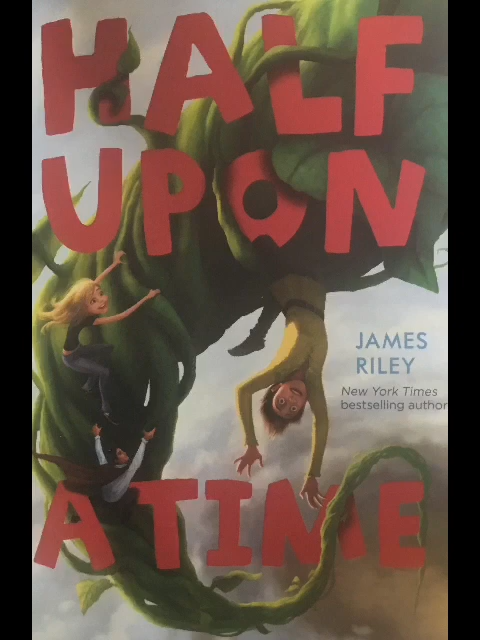 HALF
UPON
A TIME
JAMES
RILEY
New York Times
bestselling author